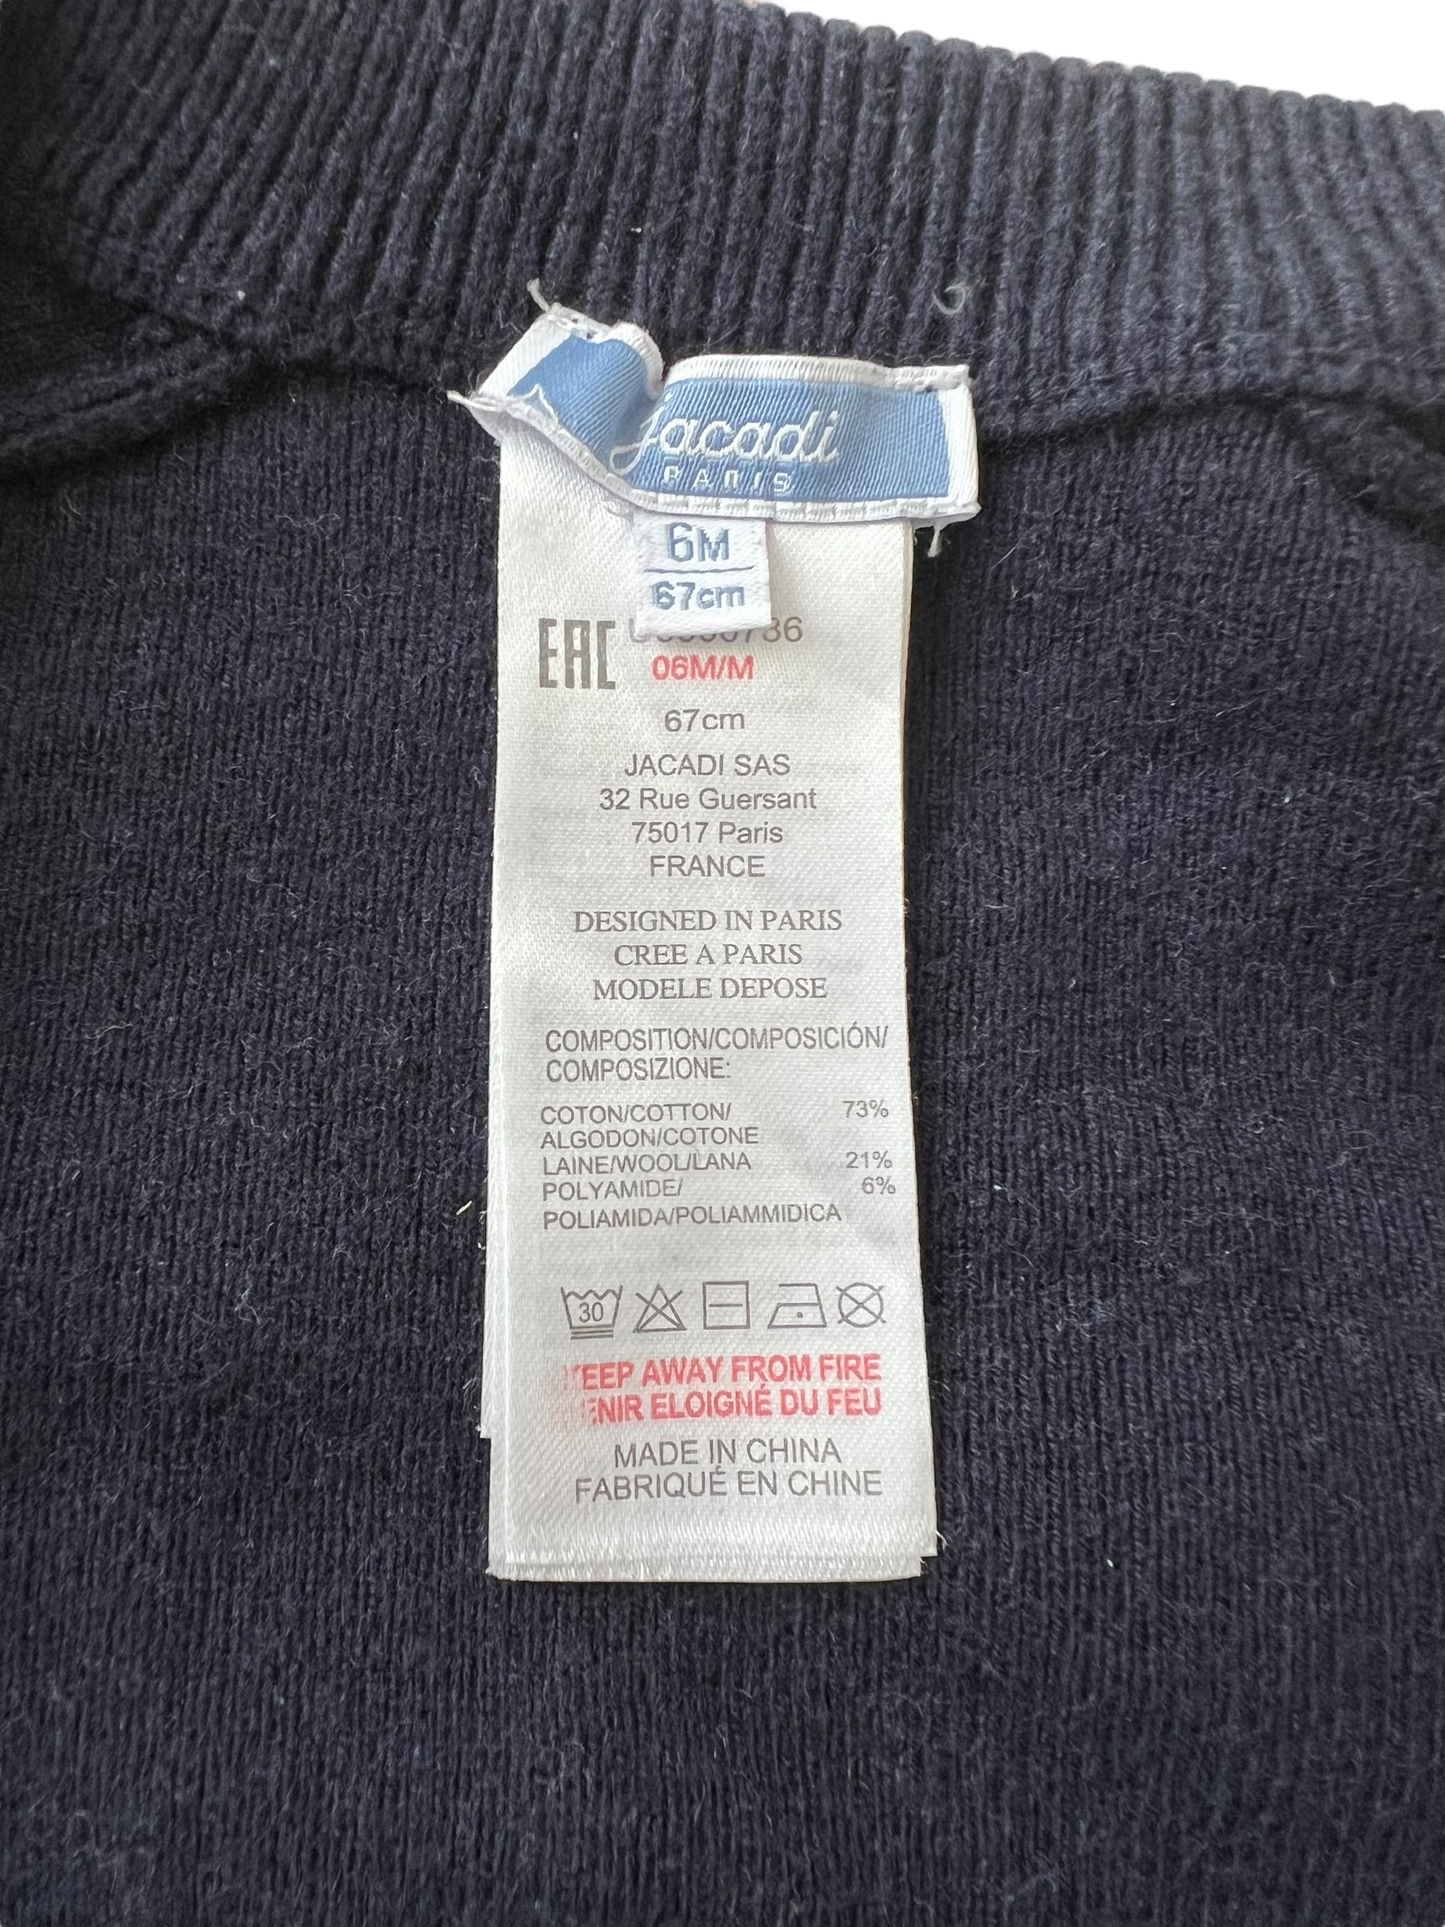 jacadi
PARIS
6M
67cm
EAC
06M/M
67cm
JACADI SAS
32 Rue Guersant
75017 Paris
FRANCE
DESIGNED IN PARIS
CREE A PARIS
MODELE DEPOSE
COMPOSITION/COMPOSICIÓN/
COMPOSIZIONE:
COTON/COTTON/ 73%
ALGODON/COTONE
LAINE/WOOL/LANA 21%
POLYAMIDE/ 6%
POLIAMIDA/POLIAMMIDICA
30
KEEP AWAY FROM FIRE
TENIR ELOIGNÉ DU FEU
MADE IN CHINA
FABRIQUÉ EN CHINE